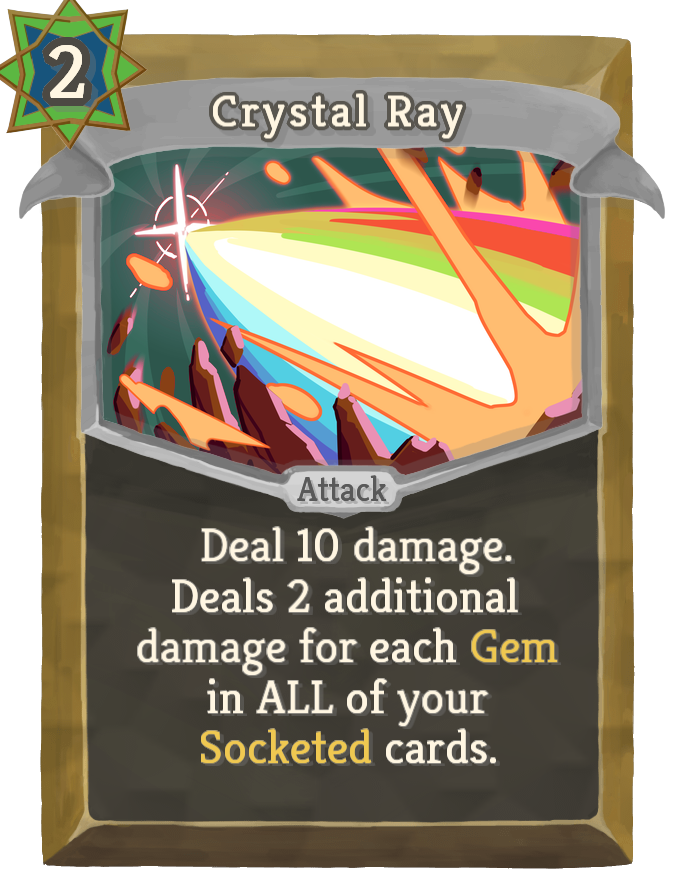 2
Crystal Ray
Attack
Deal 10 damage.
Deals 2 additional
damage for each Gem
in ALL of your
Socketed cards.